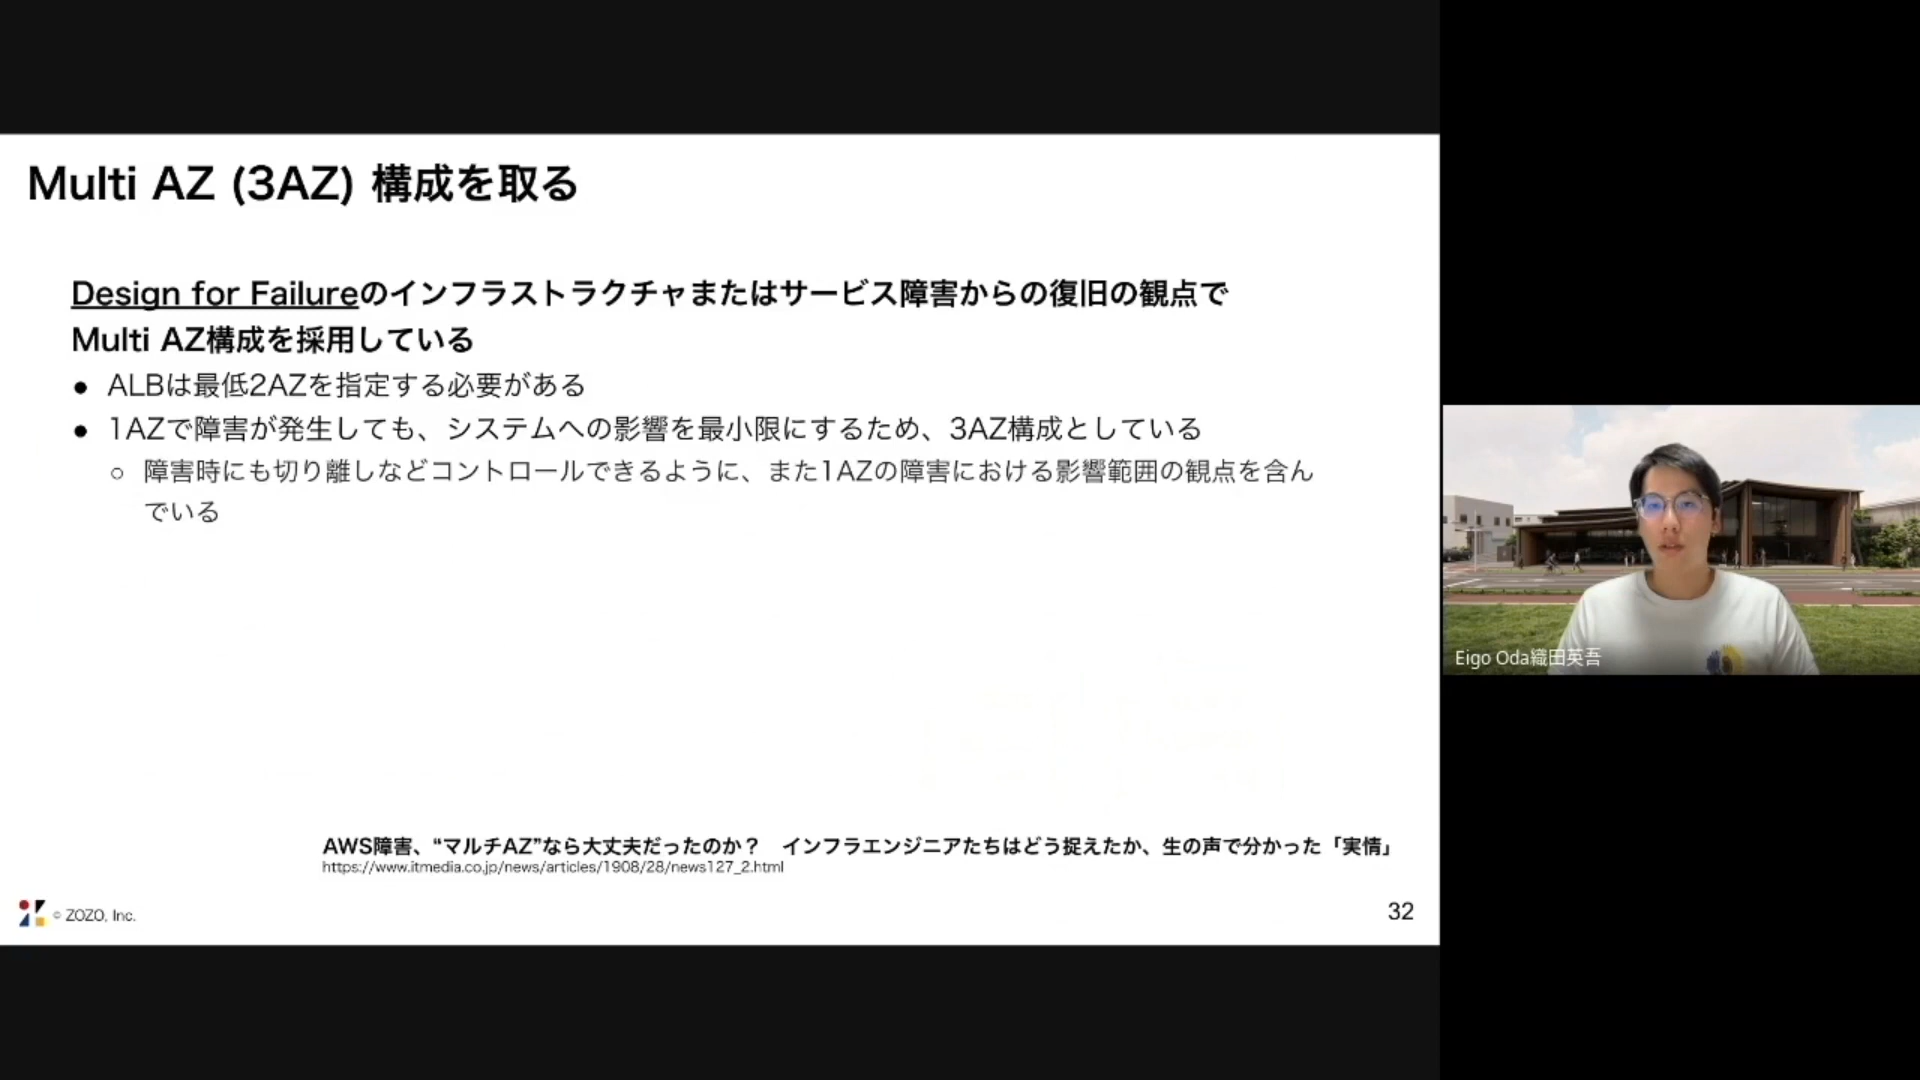 Multi AZ (3AZ) 構成を取る
Design for Failureのインフラストラクチャまたはサービス障害からの復旧の観点で
Multi AZ構成を採用している
● ALBは最低2AZを指定する必要がある
● 1AZで障害が発生しても、システムへの影響を最小限にするため、3AZ構成としている
○ 障害時にも切り離しなどコントロールできるように、また1AZの障害における影響範囲の観点を含ん
でいる
AWS障害、“マルチAZ”なら大丈夫だったのか？　インフラエンジニアたちはどう捉えたか、生の声で分かった「実情」
https://www.itmedia.co.jp/news/articles/1908/28/news127_2.html
© ZOZO, Inc.
32
Eigo Oda織田英吾